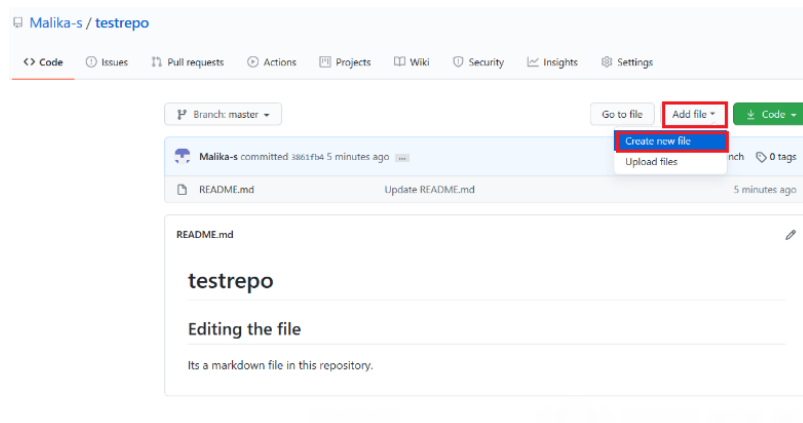 Malika-s / testrepo
<> Code Issues Pull requests Actions Projects Wiki Security Insights Settings
Branch: master Go to file Add file Code
Create new file
Malika-s committed 3861fb4 5 minutes ago ... nch 0 tags
Upload files
README.md Update README.md 5 minutes ago
README.md
testrepo
Editing the file
Its a markdown file in this repository.